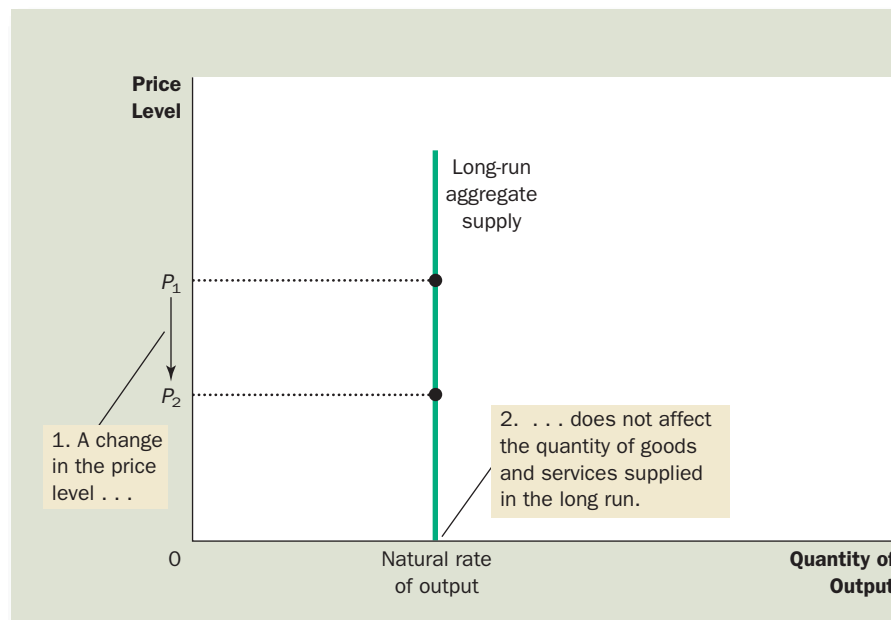 Price
Level
Long-run
aggregate
supply
P1
P2
1. A change
in the price
level . . .
2. . . . does not affect
the quantity of goods
and services supplied
in the long run.
0
Natural rate
of output
Quantity of
Output